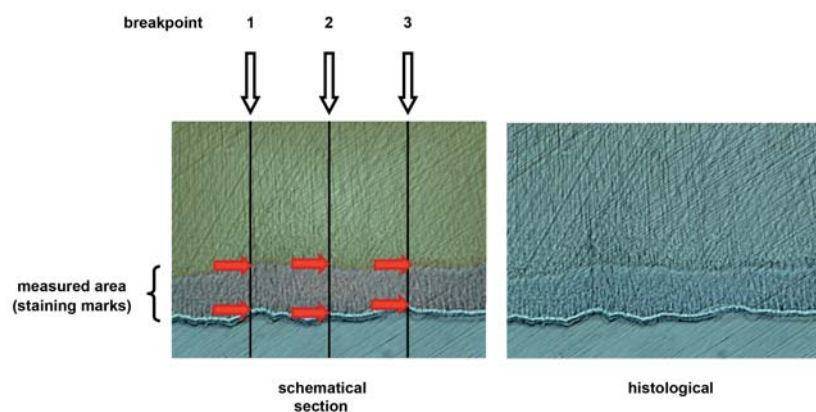 breakpoint 1 2 3
measured area
(staining marks)
schematical
section
histological